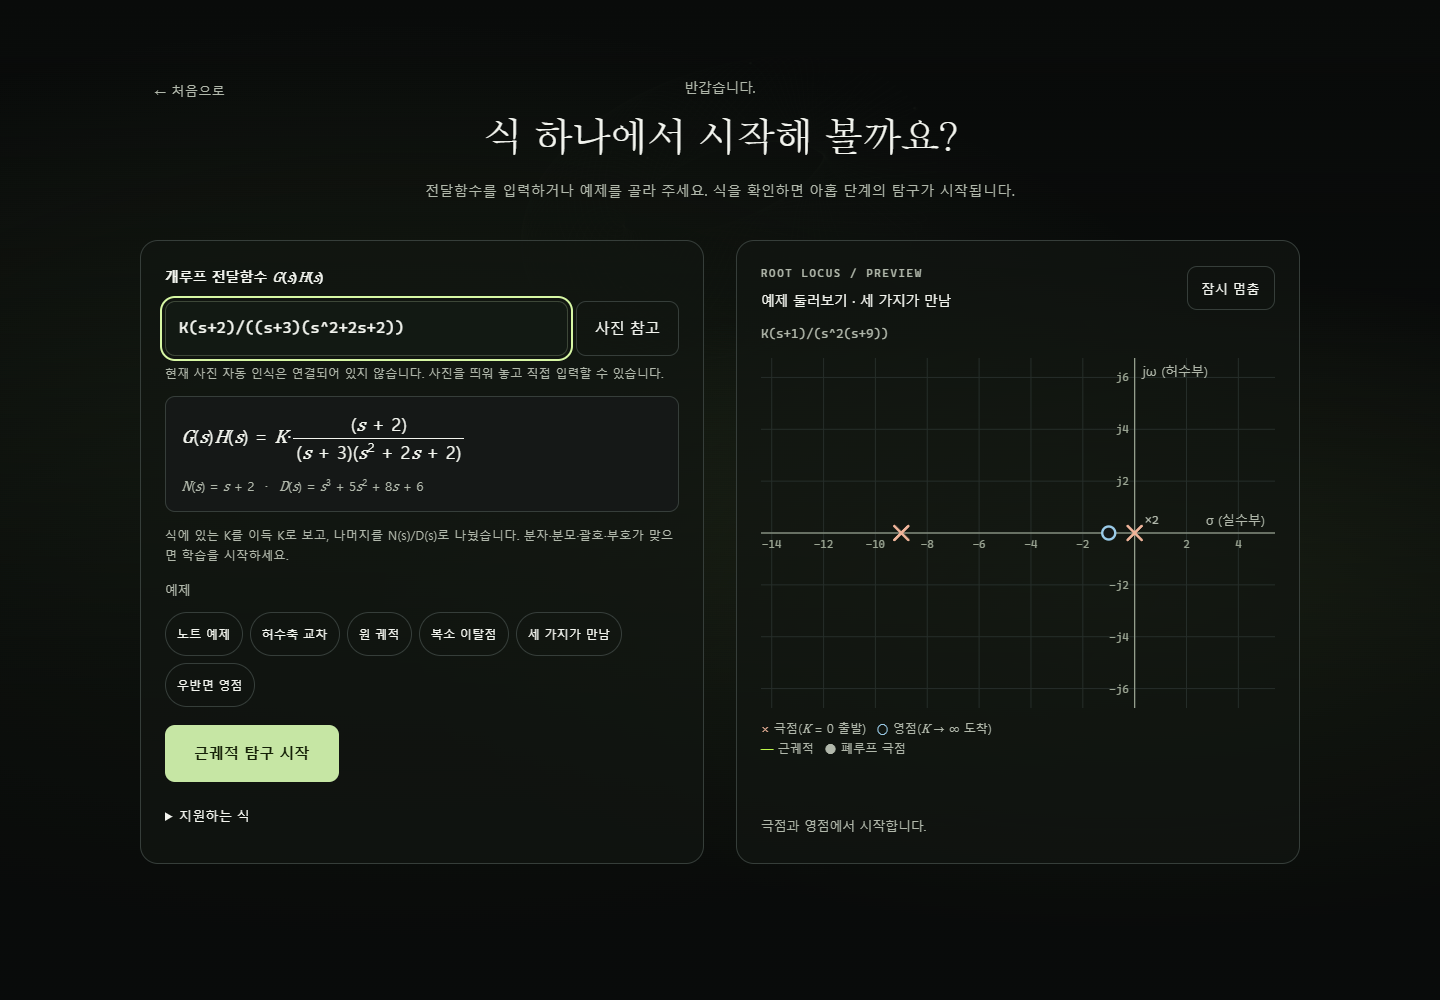 ← 처음으로
반갑습니다.
식 하나에서 시작해 볼까요?
전달함수를 입력하거나 예제를 골라 주세요. 식을 확인하면 아홉 단계의 탐구가 시작됩니다.
개루프 전달함수 G(s)H(s)
K(s+2)/((s+3)(s^2+2s+2))
사진 참고
현재 사진 자동 인식은 연결되어 있지 않습니다. 사진을 띄워 놓고 직접 입력할 수 있습니다.
(s + 2)
G(s)H(s) = K·
(s + 3)(s² + 2s + 2)
N(s) = s + 2 · D(s) = s³ + 5s² + 8s + 6
식에 있는 K를 이득 K로 보고, 나머지를 N(s)/D(s)로 나눴습니다. 분자·분모·괄호·부호가 맞으
면 학습을 시작하세요.
예제
노트 예제
허수축 교차
원 궤적
복소 이탈점
세 가지가 만남
우반면 영점
근궤적 탐구 시작
▶ 지원하는 식
ROOT LOCUS / PREVIEW
예제 둘러보기 · 세 가지가 만남
잠시 멈춤
K(s+1)/(s^2(s+9))
j6
jω (허수부)
j4
j2
×2
σ (실수부)
−14
−12
−10
−8
−6
−4
−2
2
4
−j2
−j4
−j6
× 극점(K = 0 출발) ○ 영점(K → ∞ 도착)
— 근궤적 ● 폐루프 극점
극점과 영점에서 시작합니다.